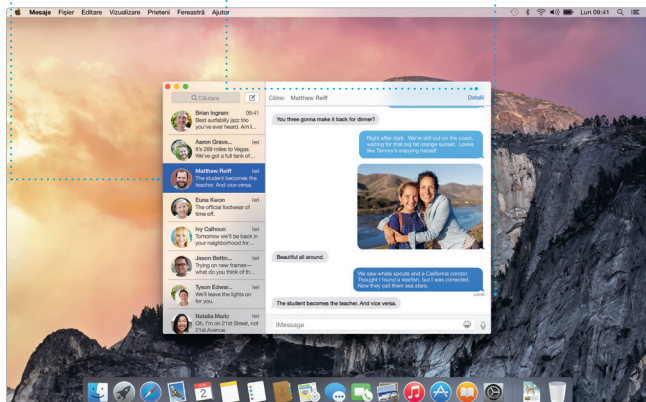 Mesaje Fișier Editare Vizualizare Prieteni Fereastră Ajutor
Lun 09:41
Căutare
Către: Matthew Reiff
Detalii
Brian Ingram 09:41
Best surfabilly jazz trio
you've ever heard. Am I...
Aaron Grave... Ieri
It's 269 miles to Vegas.
We've got a full tank of...
Matthew Reiff Ieri
The student becomes the
teacher. And vice versa.
Euna Kwon Ieri
The official footwear of
time off.
Ivy Calhoun Ieri
Tomorrow we'll be back in
your neighborhood for...
Jason Bettin... Ieri
Trying on new frames—
what do you think of th...
Tyson Edwar... Ieri
We'll leave the lights on
for you.
Natalia Maric Ieri
Oh, I'm on 21st Street, not
21st Avenue.
You three gonna make it back for dinner?
Right after dark. We're still out on the coast,
waiting for that big fat orange sunset. Looks
like Tammy's enjoying herself.
Beautiful all around.
We saw whale spouts and a California condor.
Thought I found a starfish, but I was corrected.
Now they call them sea stars.
Livrat
The student becomes the teacher. And vice versa.
iMessage
2